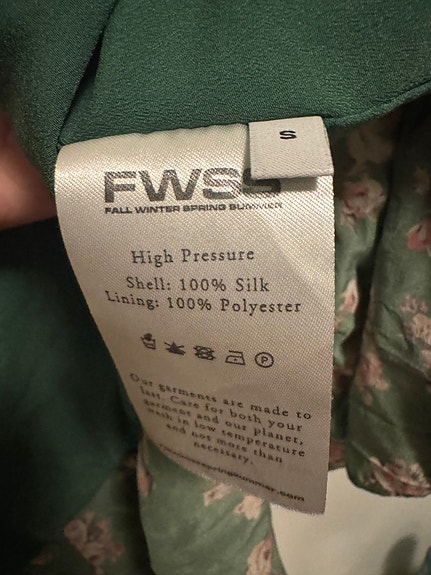 S
FWSS
FALL WINTER SPRING SUMMER
High Pressure
Shell: 100% Silk
Lining: 100% Polyester
P
Our garments are made to
last. Care for both your
garment and our planet,
wash in low temperature
and not more than
necessary.